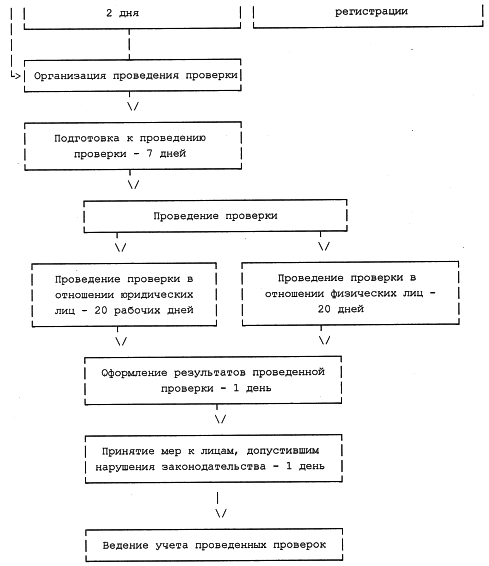 2 дня
регистрации
Организация проведения проверки
Подготовка к проведению
проверки - 7 дней
Проведение проверки
Проведение проверки в
отношении юридических
лиц - 20 рабочих дней
Проведение проверки в
отношении физических лиц -
20 дней
Оформление результатов проведенной
проверки - 1 день
Принятие мер к лицам, допустившим
нарушения законодательства - 1 день
Ведение учета проведенных проверок